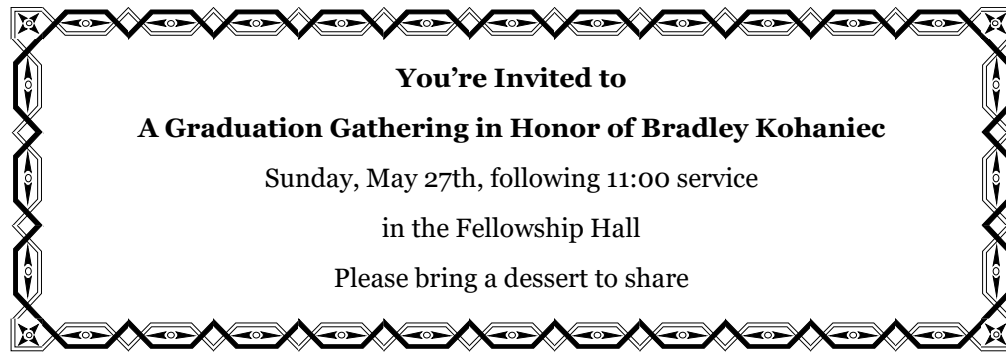 You’re Invited to
A Graduation Gathering in Honor of Bradley Kohaniec
Sunday, May 27th, following 11:00 service
in the Fellowship Hall
Please bring a dessert to share